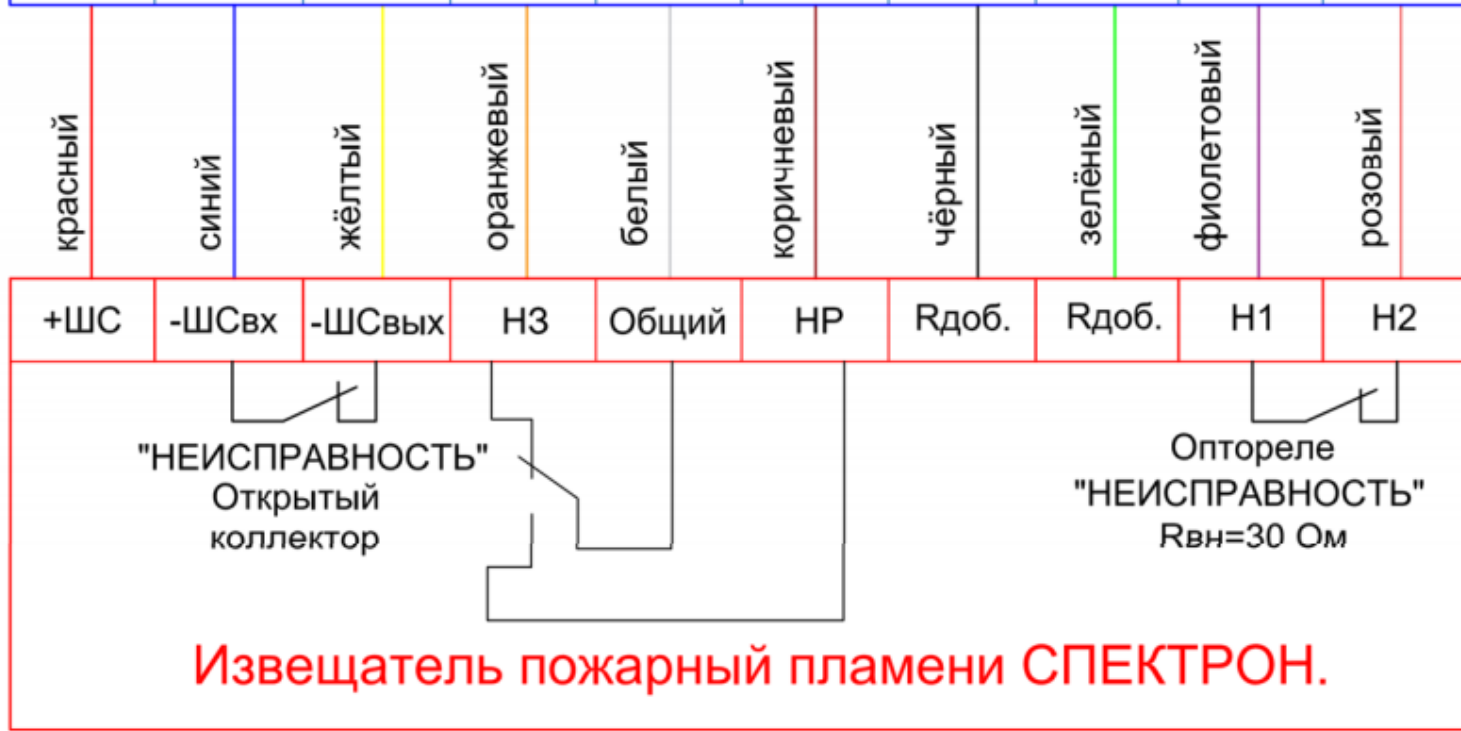 красный
синий
жёлтый
оранжевый
белый
коричневый
чёрный
зелёный
фиолетовый
розовый
+ШС
-ШСвх
-ШСвых
НЗ
Общий
НР
Rдоб.
Rдоб.
Н1
Н2
"НЕИСПРАВНОСТЬ"
Открытый
коллектор
Оптореле
"НЕИСПРАВНОСТЬ"
Rвн=30 Ом
Извещатель пожарный пламени СПЕКТРОН.